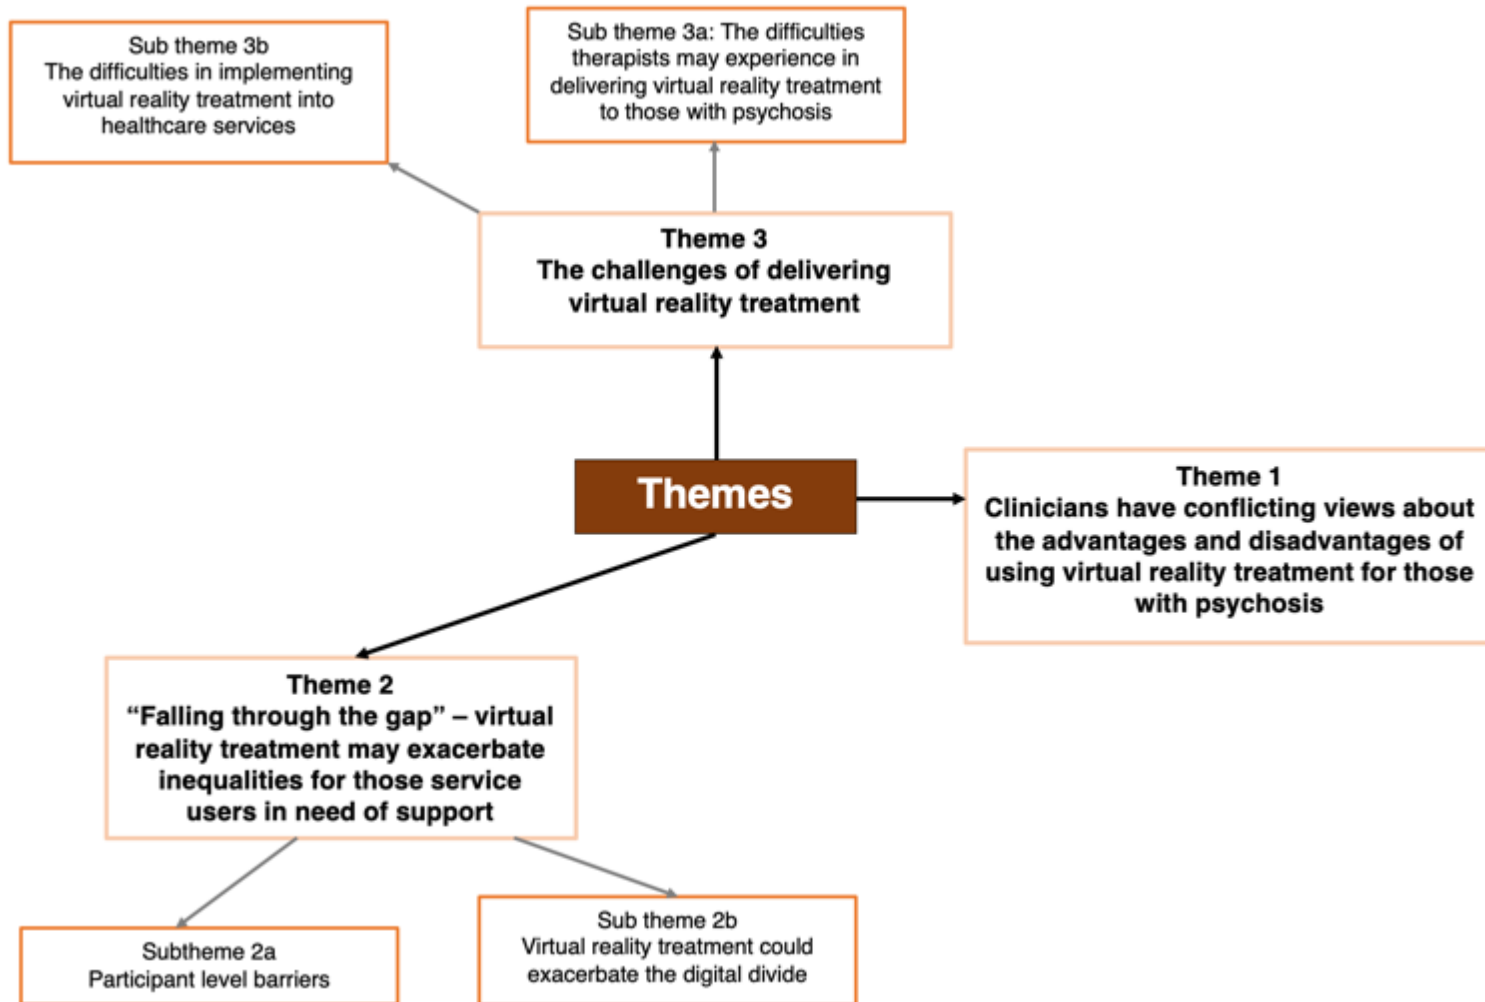 Sub theme 3b
The difficulties in implementing
virtual reality treatment into
healthcare services
Sub theme 3a: The difficulties
therapists may experience in
delivering virtual reality treatment
to those with psychosis
Theme 3
The challenges of delivering
virtual reality treatment
Themes
Theme 1
Clinicians have conflicting views about
the advantages and disadvantages of
using virtual reality treatment for those
with psychosis
Theme 2
“Falling through the gap” – virtual
reality treatment may exacerbate
inequalities for those service
users in need of support
Subtheme 2a
Participant level barriers
Sub theme 2b
Virtual reality treatment could
exacerbate the digital divide